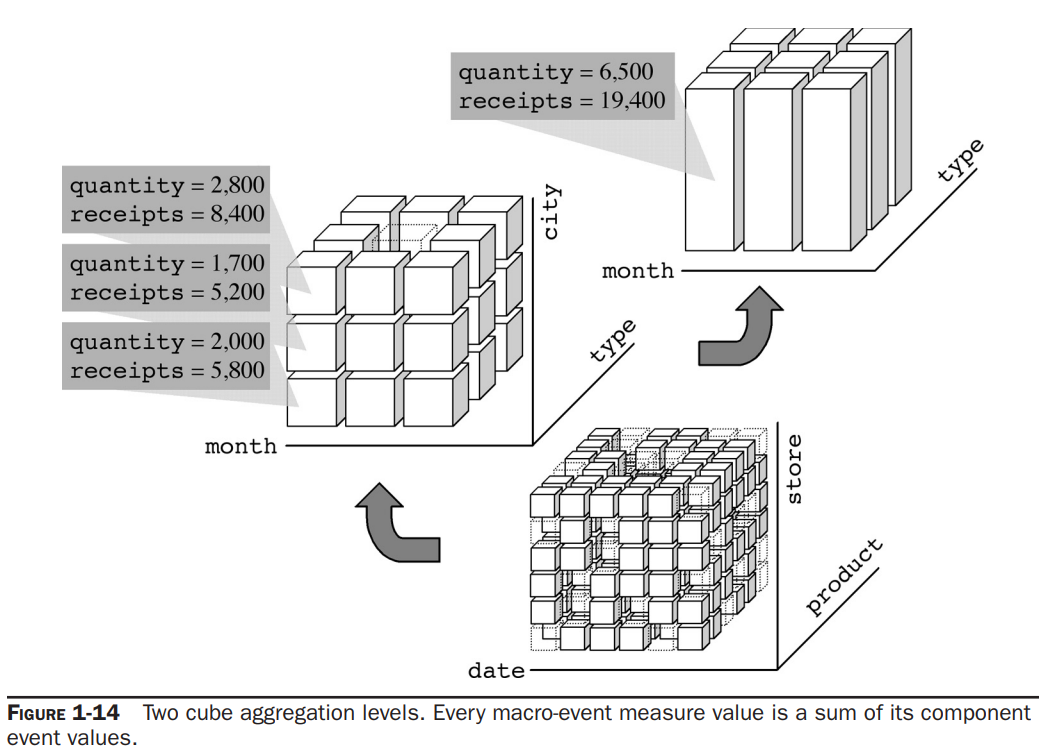 quantity = 6,500
receipts = 19,400
type
month
quantity = 2,800
receipts = 8,400
quantity = 1,700
receipts = 5,200
quantity = 2,000
receipts = 5,800
city
type
month
store
product
date
FIGURE 1-14 Two cube aggregation levels. Every macro-event measure value is a sum of its component
event values.